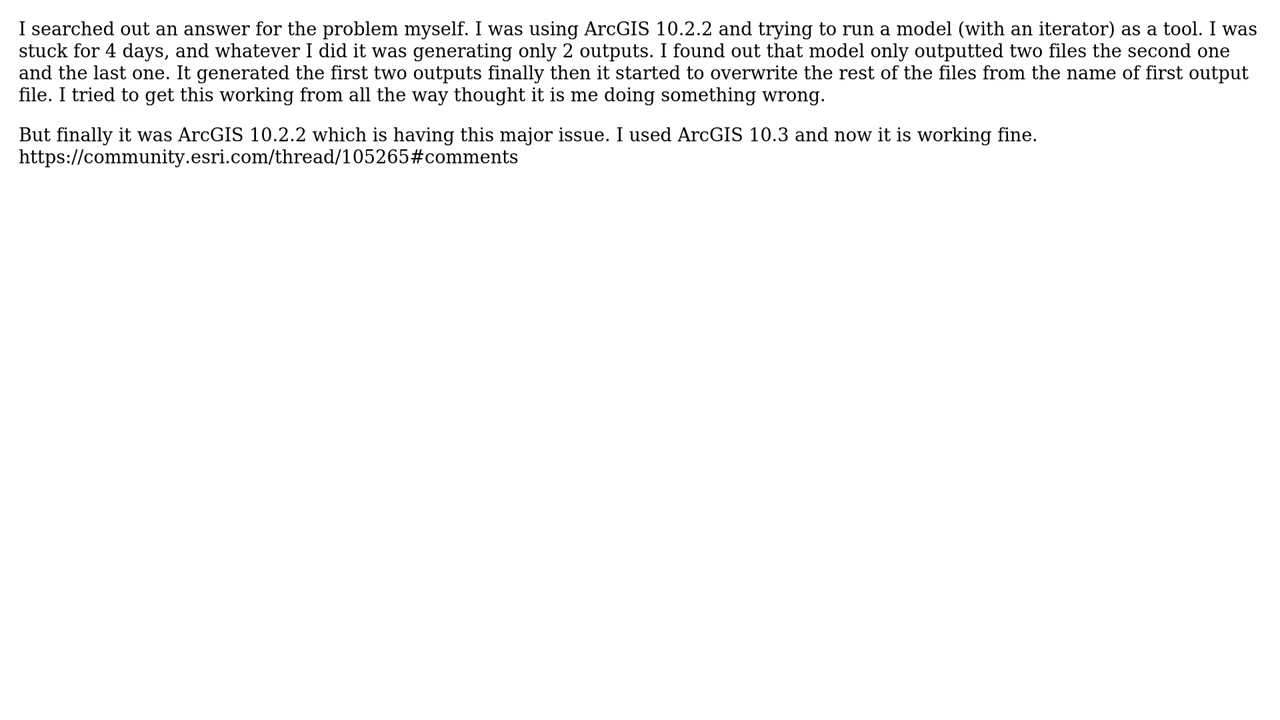 I searched out an answer for the problem myself. I was using ArcGIS 10.2.2 and trying to run a model (with an iterator) as a tool. I was
stuck for 4 days, and whatever I did it was generating only 2 outputs. I found out that model only outputted two files the second one
and the last one. It generated the first two outputs finally then it started to overwrite the rest of the files from the name of first output
file. I tried to get this working from all the way thought it is me doing something wrong.
But finally it was ArcGIS 10.2.2 which is having this major issue. I used ArcGIS 10.3 and now it is working fine.
https://community.esri.com/thread/105265#comments